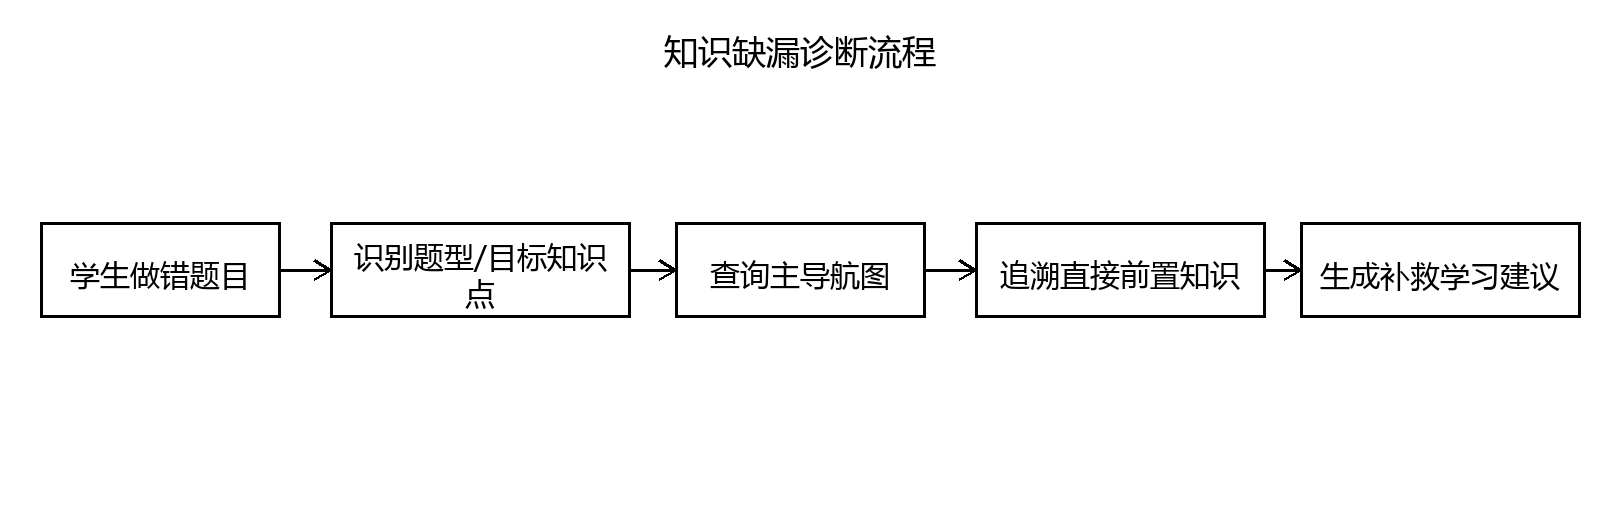 知识缺漏诊断流程
学生做错题目
识别题型/目标知识
点
查询主导航图
追溯直接前置知识
生成补救学习建议